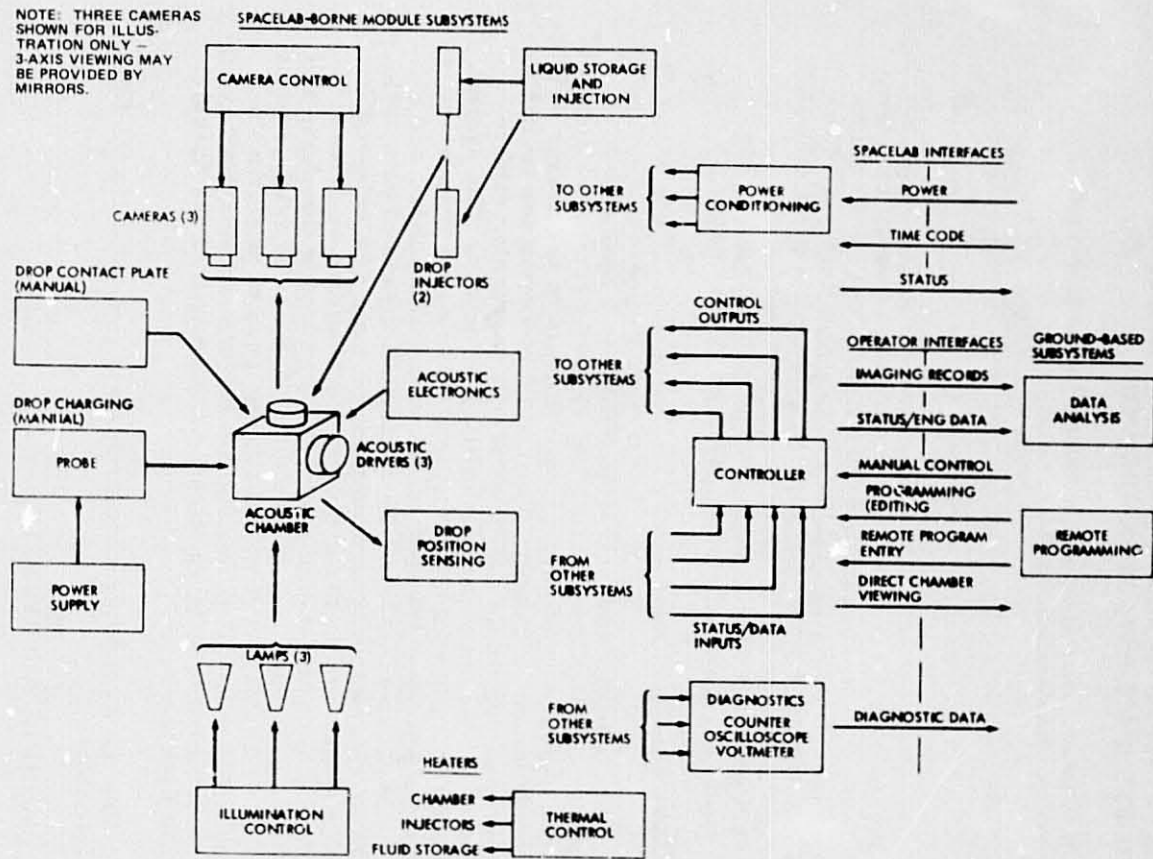 NOTE: THREE CAMERAS
SHOWN FOR ILLUS-
TRATION ONLY –
3-AXIS VIEWING MAY
BE PROVIDED BY
MIRRORS.
SPACELAB-BORNE MODULE SUBSYSTEMS
CAMERA CONTROL
LIQUID STORAGE
AND
INJECTION
CAMERAS (3)
DROP
INJECTORS
(2)
DROP CONTACT PLATE
(MANUAL)
DROP CHARGING
(MANUAL)
PROBE
POWER
SUPPLY
ACOUSTIC
ELECTRONICS
ACOUSTIC
DRIVERS (3)
ACOUSTIC
CHAMBER
DROP
POSITION
SENSING
LAMPS (3)
ILLUMINATION
CONTROL
HEATERS
CHAMBER
INJECTORS
FLUID STORAGE
THERMAL
CONTROL
SPACELAB INTERFACES
TO OTHER
SUBSYSTEMS
POWER
CONDITIONING
POWER
TIME CODE
STATUS
CONTROL
OUTPUTS
TO OTHER
SUBSYSTEMS
CONTROLLER
FROM
OTHER
SUBSYSTEMS
STATUS/DATA
INPUTS
OPERATOR INTERFACES
GROUND-BASED
SUBSYSTEMS
IMAGING RECORDS
STATUS/ENG DATA
DATA
ANALYSIS
MANUAL CONTROL
PROGRAMMING
(EDITING
REMOTE PROGRAM
ENTRY
REMOTE
PROGRAMMING
DIRECT CHAMBER
VIEWING
FROM
OTHER
SUBSYSTEMS
DIAGNOSTICS
COUNTER
OSCILLOSCOPE
VOLTMETER
DIAGNOSTIC DATA